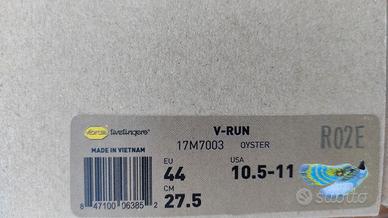 vibram fivefingers®
MADE IN VIETNAM
V-RUN
17M7003 OYSTER
EU
44
CM
27.5
USA
10.5-11
R02E
8 47100 06385 2
subito